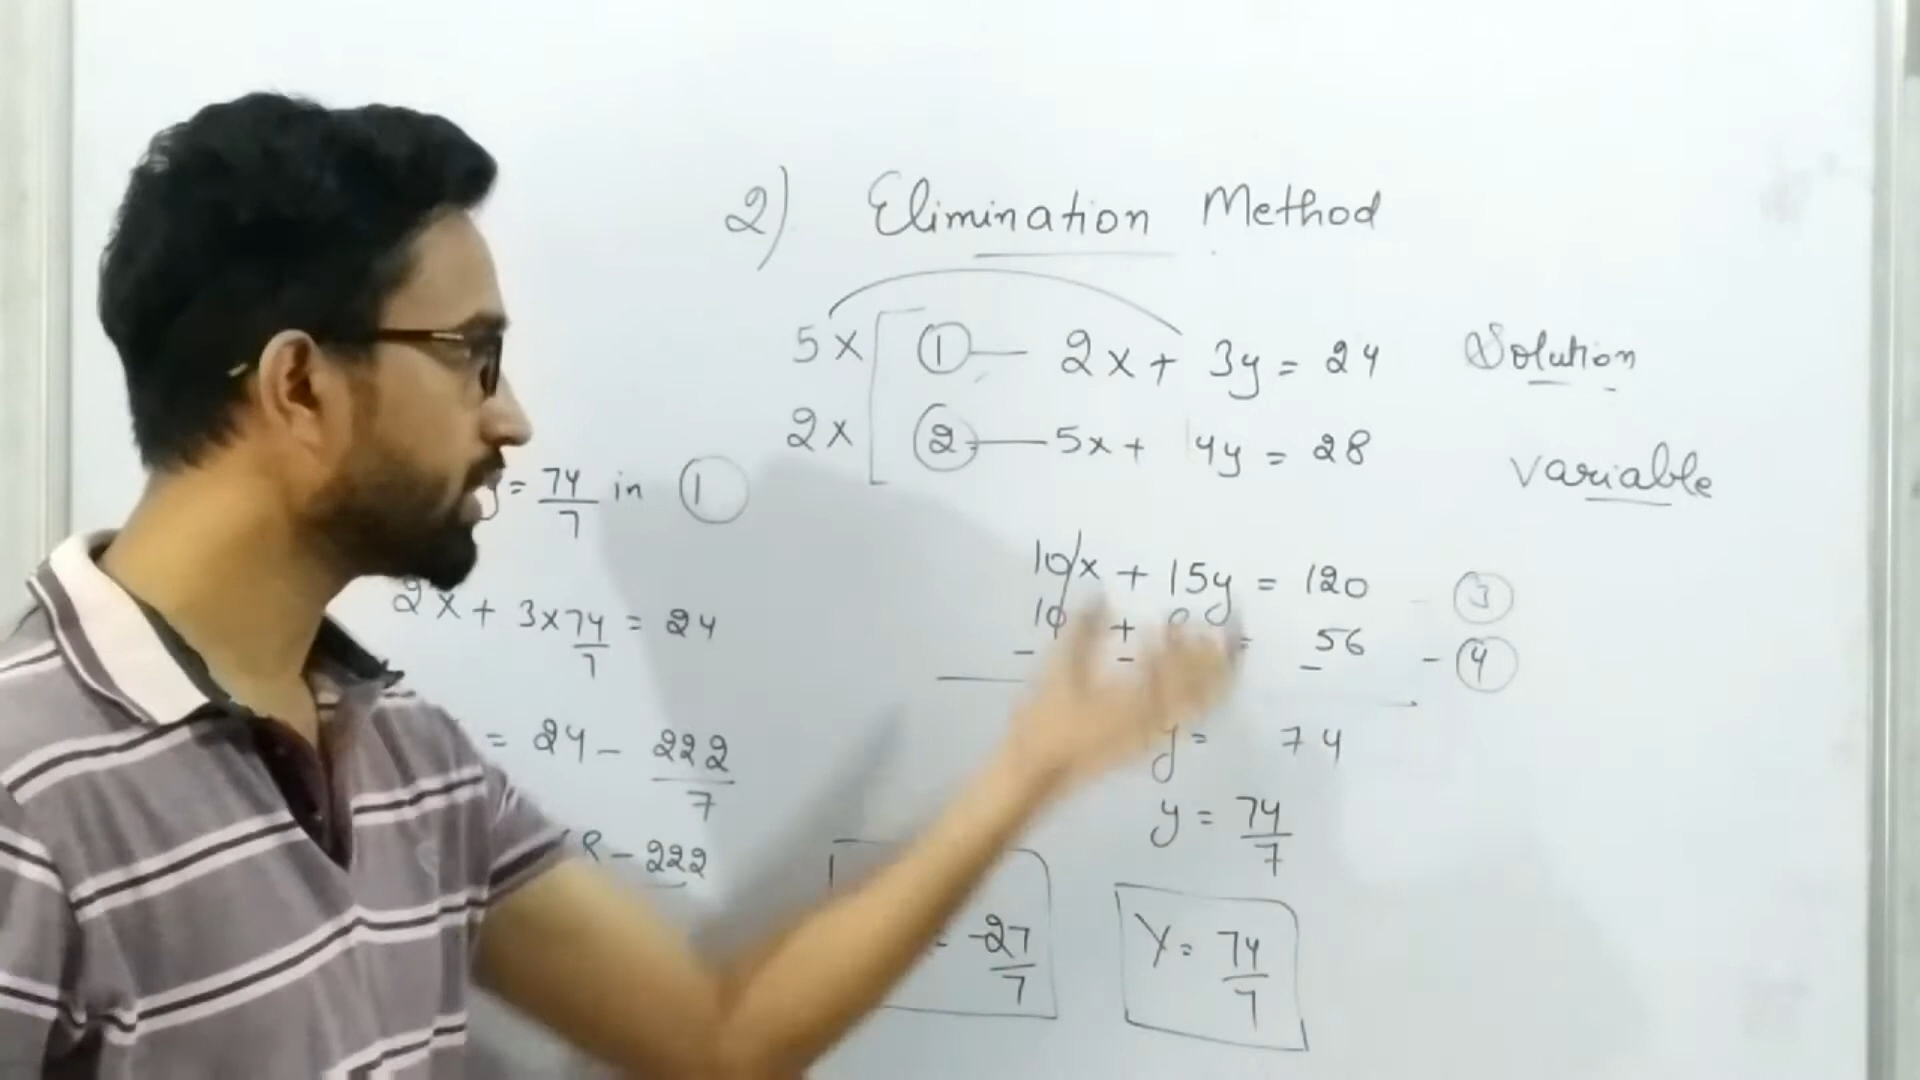 2) Elimination Method
5x ① — 2x + 3y = 24 Solution
2x ② — 5x + 4y = 28 variable
10x + 15y = 120 - ③
10 + = 56 - ④
- - -
y = 74
y = 74/7
Y = 74/7
-27/7
= 74/7 in ①
2x + 3x74/7 = 24
= 24 - 222/7
8 - 222